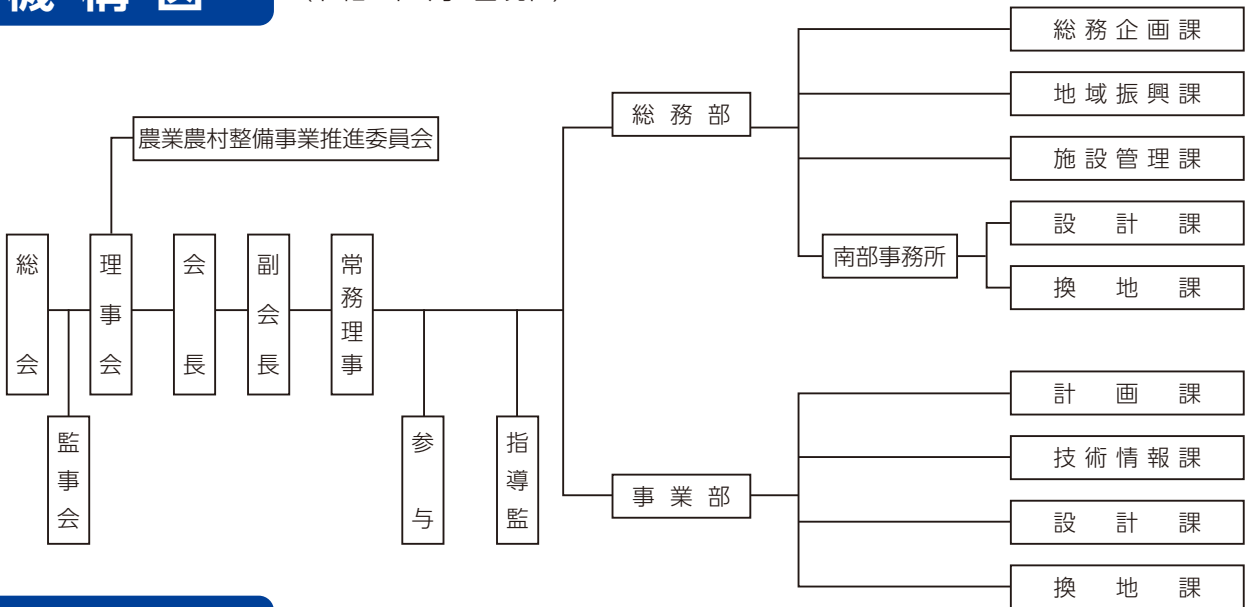 機構図
農業農村整備事業推進委員会
総会
監事会
理事会
会長
副会長
常務理事
参与
指導監
総務部
総務企画課
地域振興課
施設管理課
南部事務所
設計課
換地課
事業部
計画課
技術情報課
設計課
換地課